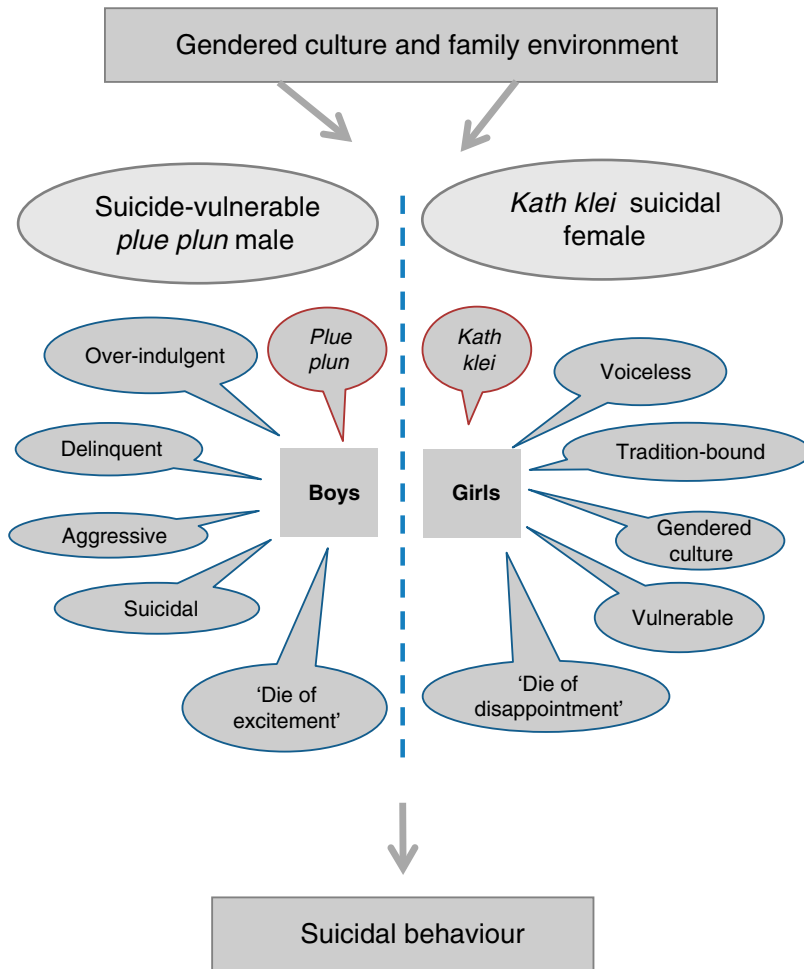 Gendered culture and family environment
Suicide-vulnerable
plue plun male
Kath klei suicidal
female
Plue
plun
Kath
klei
Over-indulgent
Voiceless
Delinquent
Tradition-bound
Boys
Girls
Aggressive
Gendered
culture
Suicidal
Vulnerable
'Die of
excitement'
'Die of
disappointment'
Suicidal behaviour